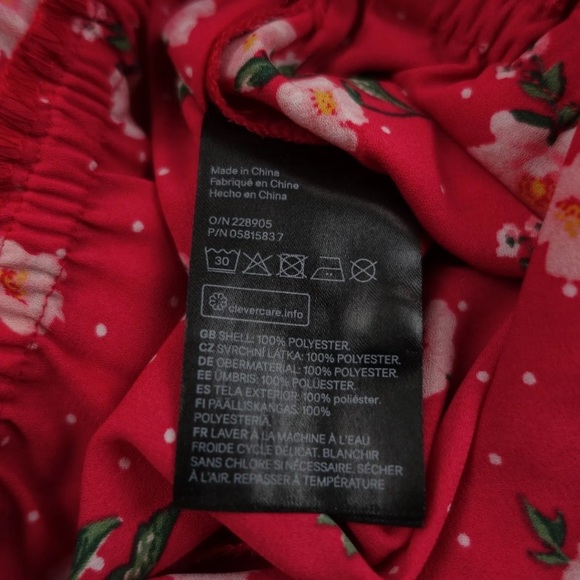 Made in China
Fabriqué en Chine
Hecho en China
O/N 228905
P/N 05815837
30
clevercare.info
GB SHELL: 100% POLYESTER.
CZ SVRCHNÍ LÁTKA: 100% POLYESTER.
DE OBERMATERIAL: 100% POLYESTER.
EE ÜMBRIS: 100% POLÜESTER.
ES TELA EXTERIOR: 100% poliéster.
FI PÄÄLLISKANGAS: 100%
POLYESTERIÄ.
FR LAVER À LA MACHINE À L'EAU
FROIDE CYCLE DÉLICAT. BLANCHIR
SANS CHLORE SI NÉCESSAIRE. SÉCHER
À L'AIR. REPASSER À TEMPÉRATURE